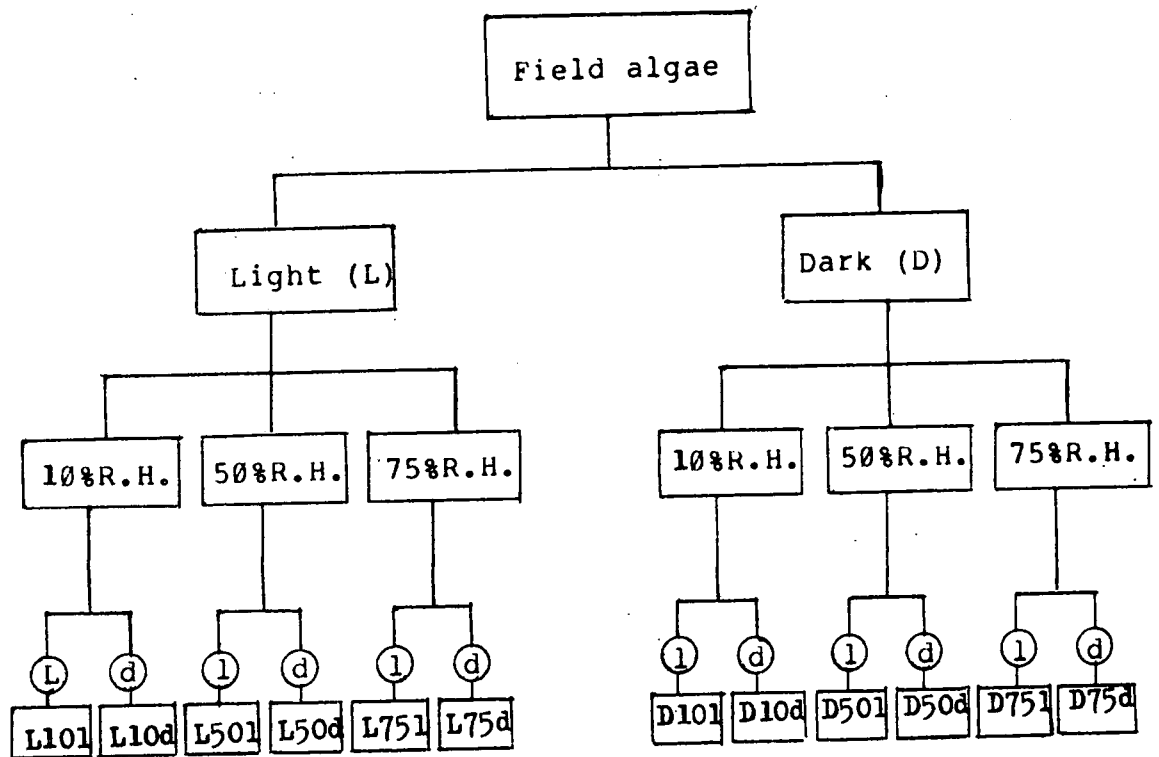 Field algae
Light (L)
Dark (D)
10%R.H.
50%R.H.
75%R.H.
10%R.H.
50%R.H.
75%R.H.
L
d
l
d
l
d
l
d
l
d
l
d
L10l
L10d
L50l
L50d
L75l
L75d
D10l
D10d
D50l
D50d
D75l
D75d